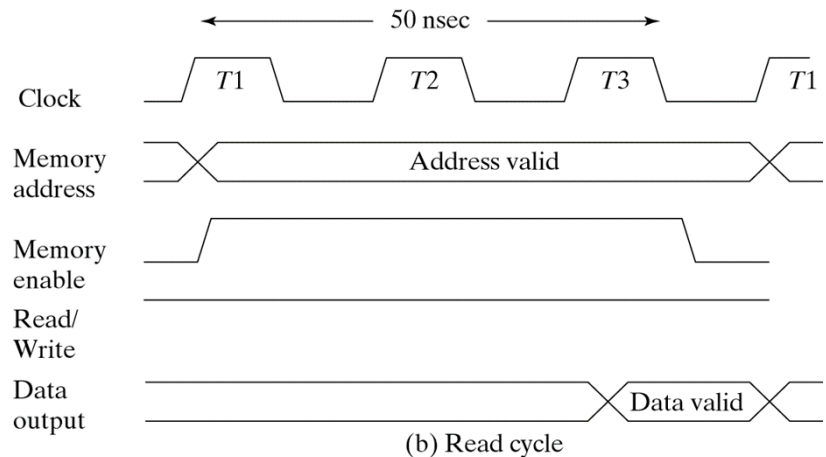 50 nsec
Clock T1 T2 T3 T1
Memory
address
Address valid
Memory
enable
Read/
Write
Data
output
Data valid
(b) Read cycle